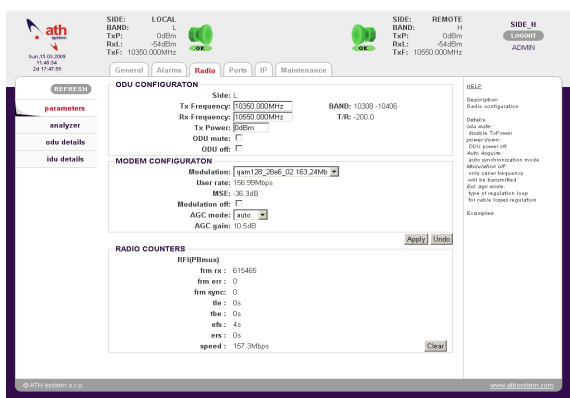 ath
system
Sun,15.03.2009
11:46:54
2d 17:47:59
SIDE: LOCAL
BAND: L
TxP: 0dBm
RxL: -54dBm
TxF: 10350.000MHz
OK
OK
SIDE: REMOTE
BAND: H
TxP: 0dBm
RxL: -54dBm
TxF: 10550.000MHz
SIDE_H
LOGOUT
ADMIN
General Alarms Radio Ports IP Maintenance
REFRESH
parameters
analyzer
odu details
idu details
ODU CONFIGURATON
Side: L
Tx Frequency: 10350.000MHz BAND: 10308 -10406
Rx Frequency: 10550.000MHz T/R: -200.0
Tx Power: 0dBm
ODU mute:
ODU off:
MODEM CONFIGURATON
Modulation: qam128_28e6_02 163,24Mb
User rate: 156.99Mbps
MSE: -36.3dB
Modulation off:
AGC mode: auto
AGC gain: 10.5dB
Apply Undo
RADIO COUNTERS
RFI(PBmux)
frm rx : 615465
frm err : 0
frm sync: 0
tle : 0s
tbe : 0s
efs : 4s
ers : 0s
speed : 157.3Mbps
Clear
HELP
Description
Radio configuration
Details
odu mute:
disable TxPower
power down:
ODU power off
Auto Acquire:
auto synchronization mode
Modulation off:
only carier frequency
will be transmitted
Ext. agc mode:
type of regulation loop
for cable losses regulation
Examples
© ATH system s.r.o.
www.athsystem.com